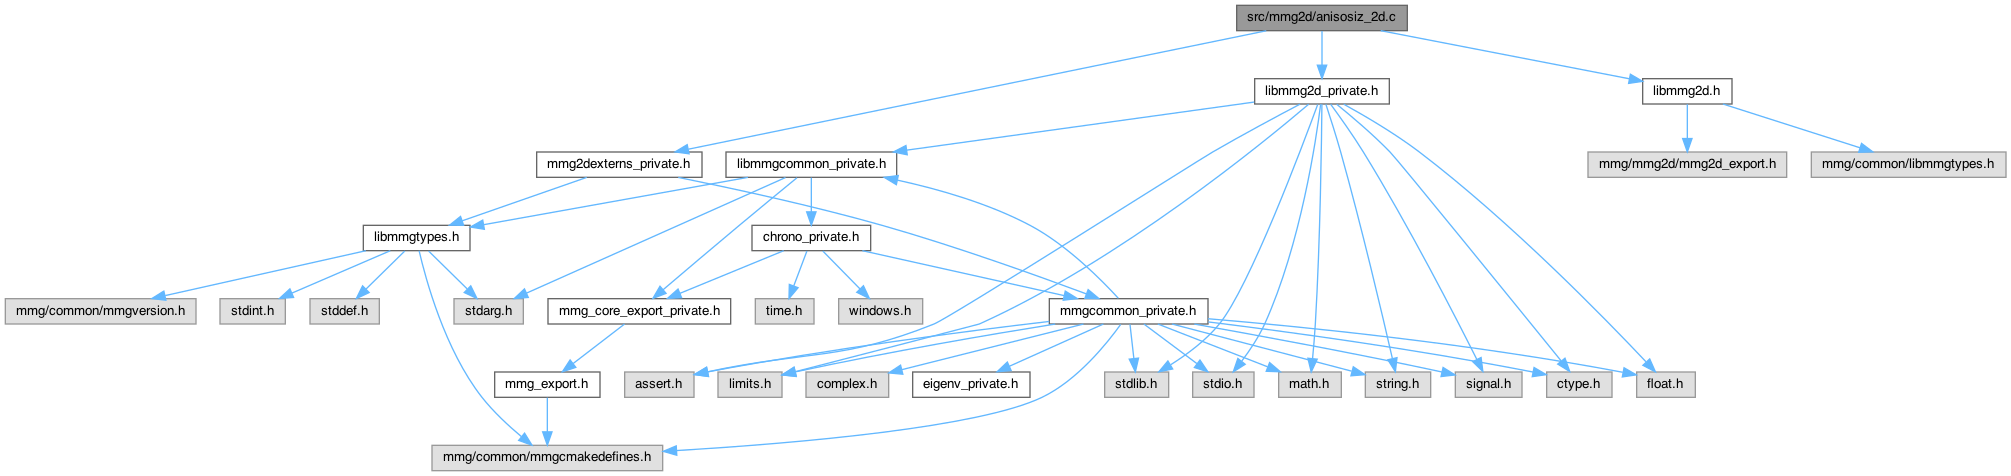 src/mmg2d/anisosiz_2d.c
libmmg2d_private.h
libmmg2d.h
mmg2dexterns_private.h
libmmgcommon_private.h
mmg/mmg2d/mmg2d_export.h
mmg/common/libmmgtypes.h
libmmgtypes.h
chrono_private.h
mmg/common/mmgversion.h
stdint.h
stddef.h
stdarg.h
mmg_core_export_private.h
time.h
windows.h
mmgcommon_private.h
mmg_export.h
assert.h
limits.h
complex.h
eigenv_private.h
stdlib.h
stdio.h
math.h
string.h
signal.h
ctype.h
float.h
mmg/common/mmgcmakedefines.h